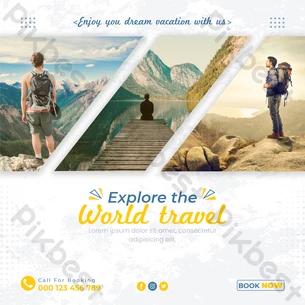 «Enjoy you dream vacation with us»
Explore the
World travel
Lorem ipsum dolor sit amet,
consectetur
adipiscing elit.
Call For Booking
000 123 456 789
BOOK NOW
Pikbest